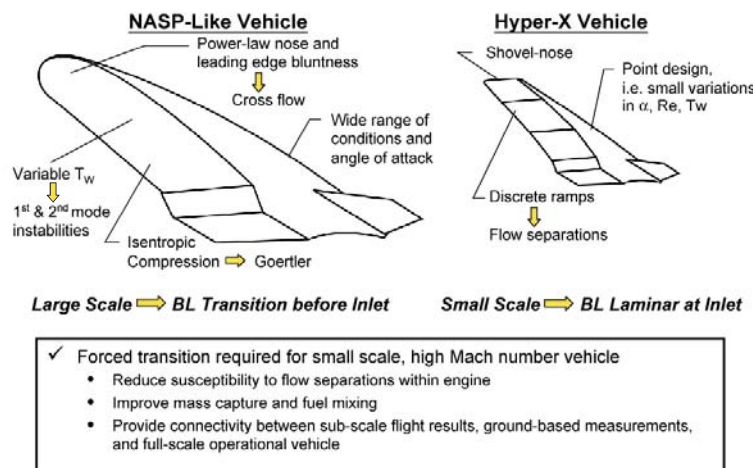 NASP-Like Vehicle
Power-law nose and
leading edge bluntness
Cross flow
Wide range of
conditions and
angle of attack
Variable TW
1st & 2nd mode
instabilities
Isentropic
Compression Goertler
Large Scale BL Transition before Inlet
Hyper-X Vehicle
Shovel-nose
Point design,
i.e. small variations
in α, Re, Tw
Discrete ramps
Flow separations
Small Scale BL Laminar at Inlet
✓ Forced transition required for small scale, high Mach number vehicle
• Reduce susceptibility to flow separations within engine
• Improve mass capture and fuel mixing
• Provide connectivity between sub-scale flight results, ground-based measurements,
and full-scale operational vehicle